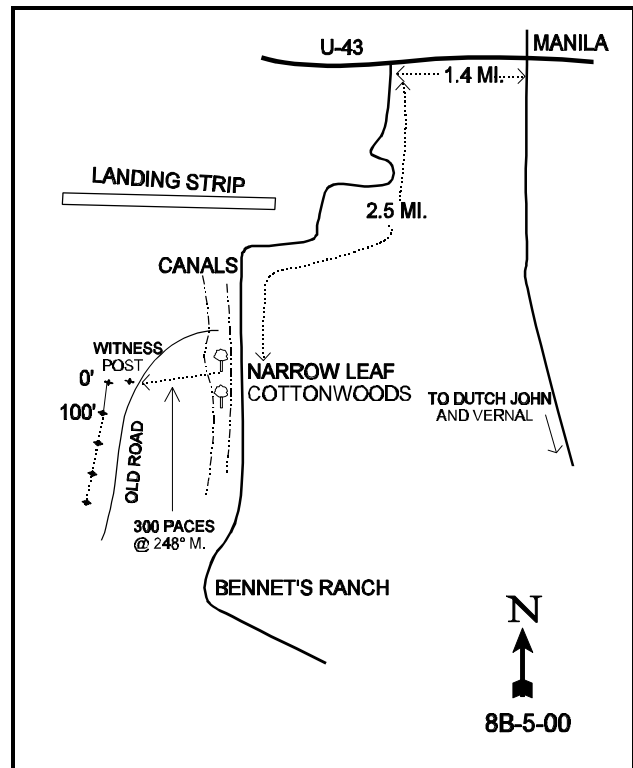 U-43
MANILA
1.4 MI.
LANDING STRIP
2.5 MI.
CANALS
WITNESS
POST
0'
NARROW LEAF
COTTONWOODS
100'
TO DUTCH JOHN
AND VERNAL
OLD ROAD
300 PACES
@ 248° M.
BENNET'S RANCH
N
8B-5-00